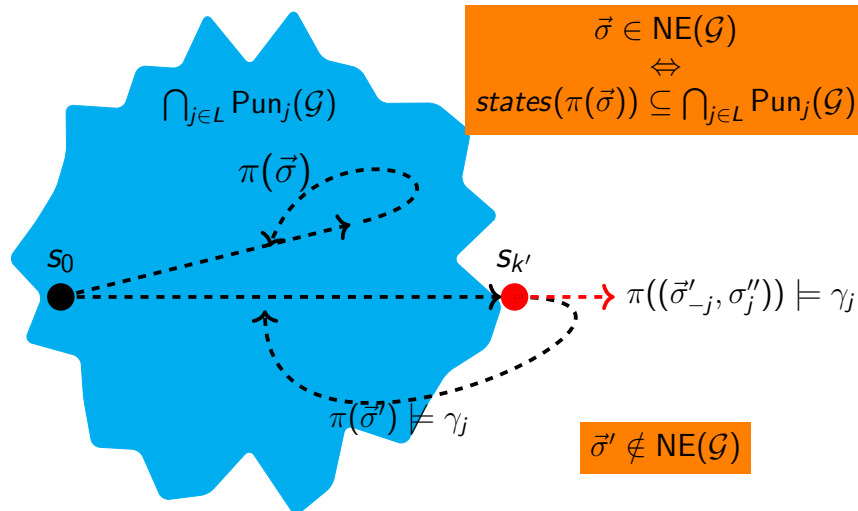 σ⃗ ∈ NE(𝒢)
⇔
states(π(σ⃗)) ⊆ ⋂_{j∈L} Pun_j(𝒢)
⋂_{j∈L} Pun_j(𝒢)
π(σ⃗)
s_0
s_{k′}
π((σ⃗′_{−j}, σ″_j)) ⊨ γ_j
π(σ⃗′) ⊨ γ_j
σ⃗′ ∉ NE(𝒢)